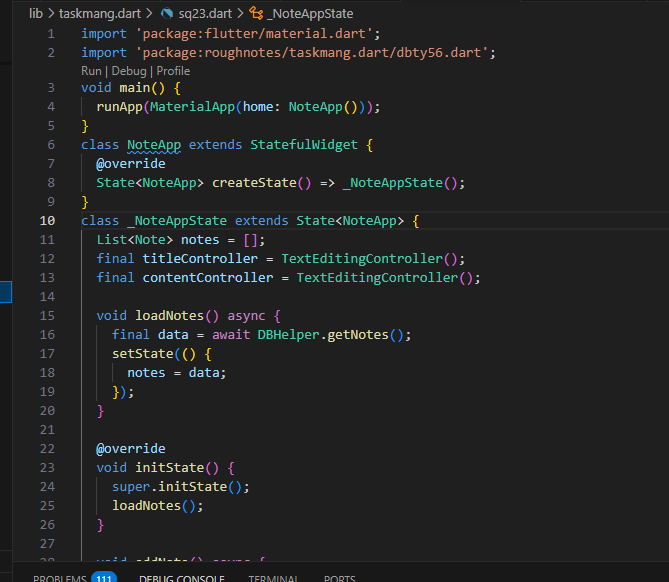 lib > taskmang.dart > sq23.dart > _NoteAppState
1 import 'package:flutter/material.dart';
2 import 'package:roughnotes/taskmang.dart/dbty56.dart';
Run | Debug | Profile
3 void main() {
4   runApp(MaterialApp(home: NoteApp()));
5 }
6 class NoteApp extends StatefulWidget {
7   @override
8   State<NoteApp> createState() => _NoteAppState();
9 }
10 class _NoteAppState extends State<NoteApp> {
11   List<Note> notes = [];
12   final titleController = TextEditingController();
13   final contentController = TextEditingController();
14
15   void loadNotes() async {
16     final data = await DBHelper.getNotes();
17     setState(() {
18       notes = data;
19     });
20   }
21
22   @override
23   void initState() {
24     super.initState();
25     loadNotes();
26   }
27
PROBLEMS 111 DEBUG CONSOLE TERMINAL PORTS